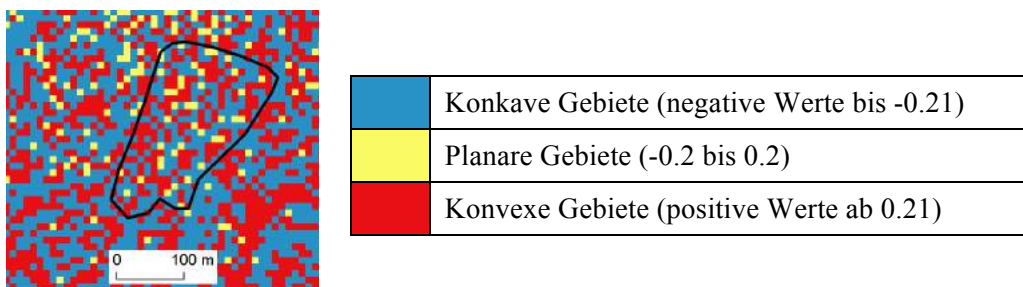 Konkave Gebiete (negative Werte bis -0.21)
Planare Gebiete (-0.2 bis 0.2)
Konvexe Gebiete (positive Werte ab 0.21)
0 100 m